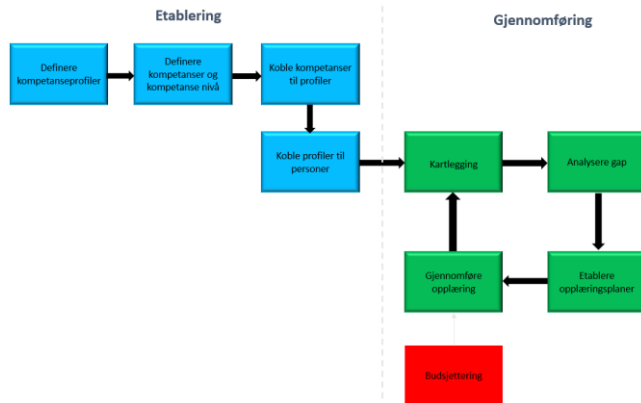 Etablering
Gjennomføring
Definere
kompetanseprofiler
Definere
kompetanser og
kompetanse nivå
Koble kompetanser
til profiler
Koble profiler til
personer
Kartlegging
Analysere gap
Gjennomføre
opplæring
Etablere
opplæringsplaner
Budsjettering